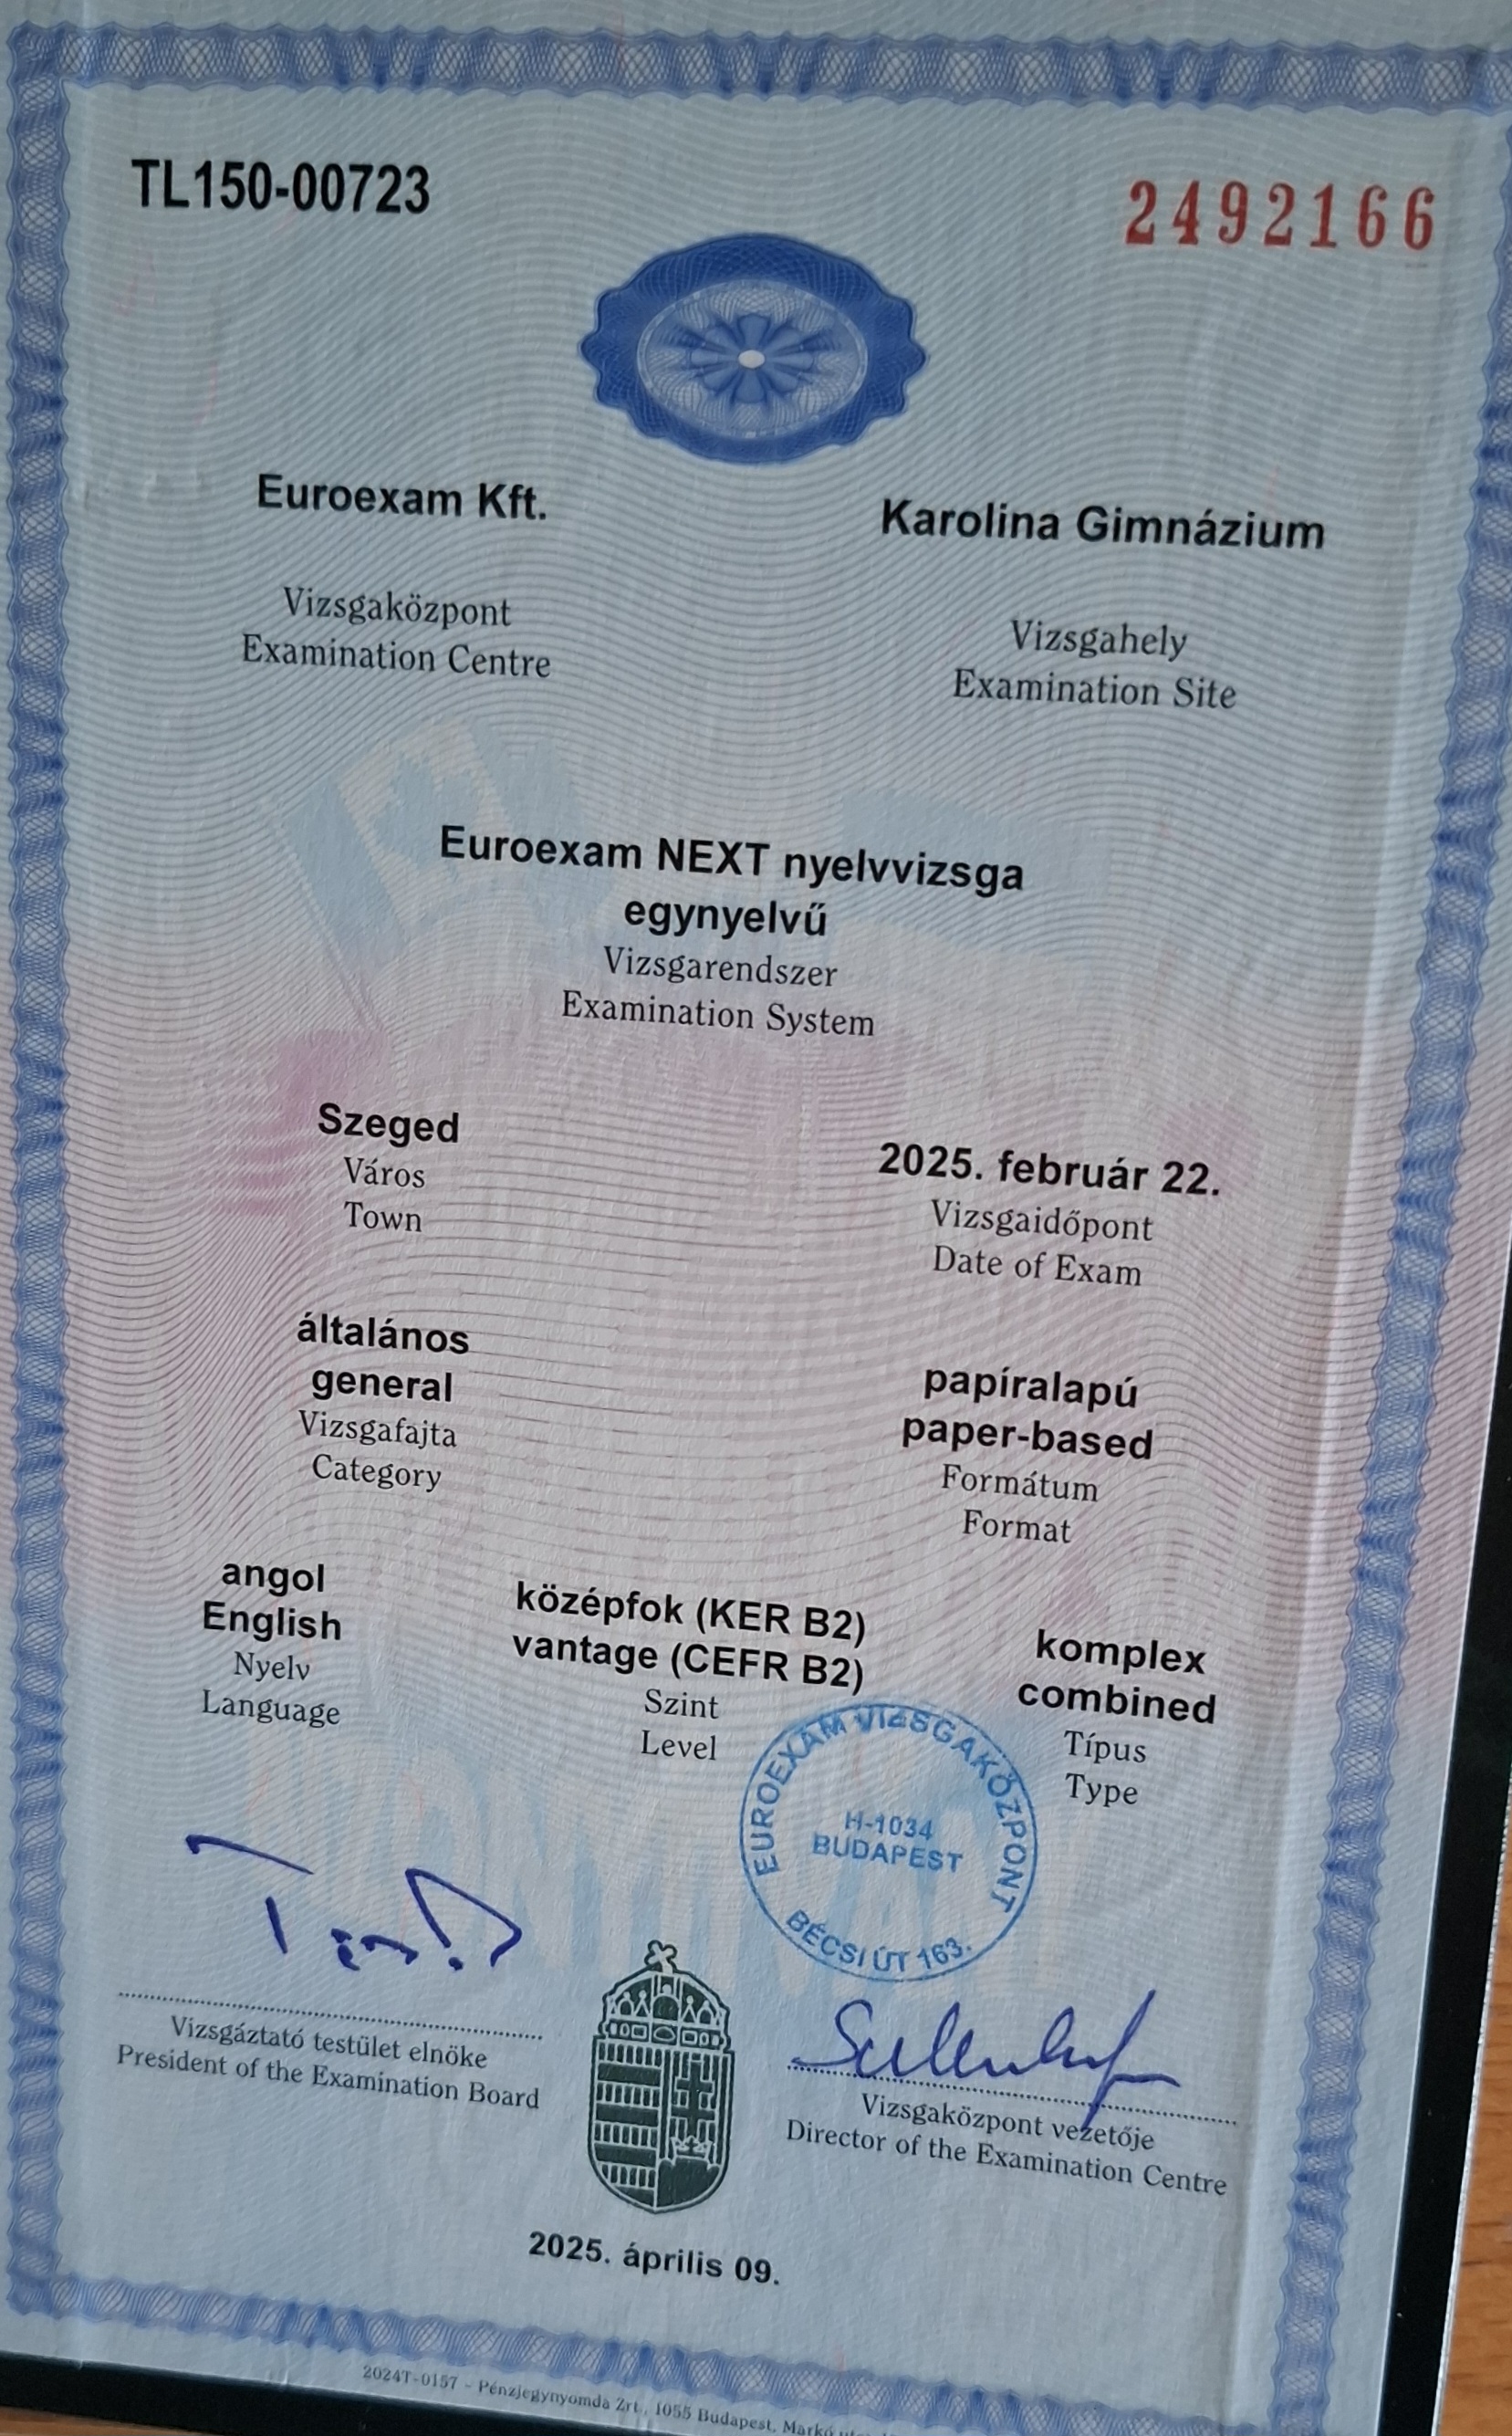 TL150-00723
2492166
Euroexam Kft.
Vizsgaközpont
Examination Centre
Karolina Gimnázium
Vizsgahely
Examination Site
Euroexam NEXT nyelvvizsga
egynyelvű
Vizsgarendszer
Examination System
Szeged
Város
Town
2025. február 22.
Vizsgaidőpont
Date of Exam
általános
general
Vizsgafajta
Category
papíralapú
paper-based
Formátum
Format
angol
English
Nyelv
Language
középfok (KER B2)
vantage (CEFR B2)
Szint
Level
komplex
combined
Típus
Type
EUROEXAM VIZSGAKÖZPONT
H-1034
BUDAPEST
BÉCSI ÚT 163.
Vizsgáztató testület elnöke
President of the Examination Board
Vizsgaközpont vezetője
Director of the Examination Centre
2025. április 09.
2024T-0157 - Pénzjegynyomda Zrt., 1055 Budapest, Markó